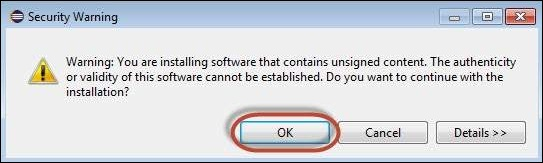 Security Warning
Warning: You are installing software that contains unsigned content. The authenticity
or validity of this software cannot be established. Do you want to continue with the
installation?
OK Cancel Details >>